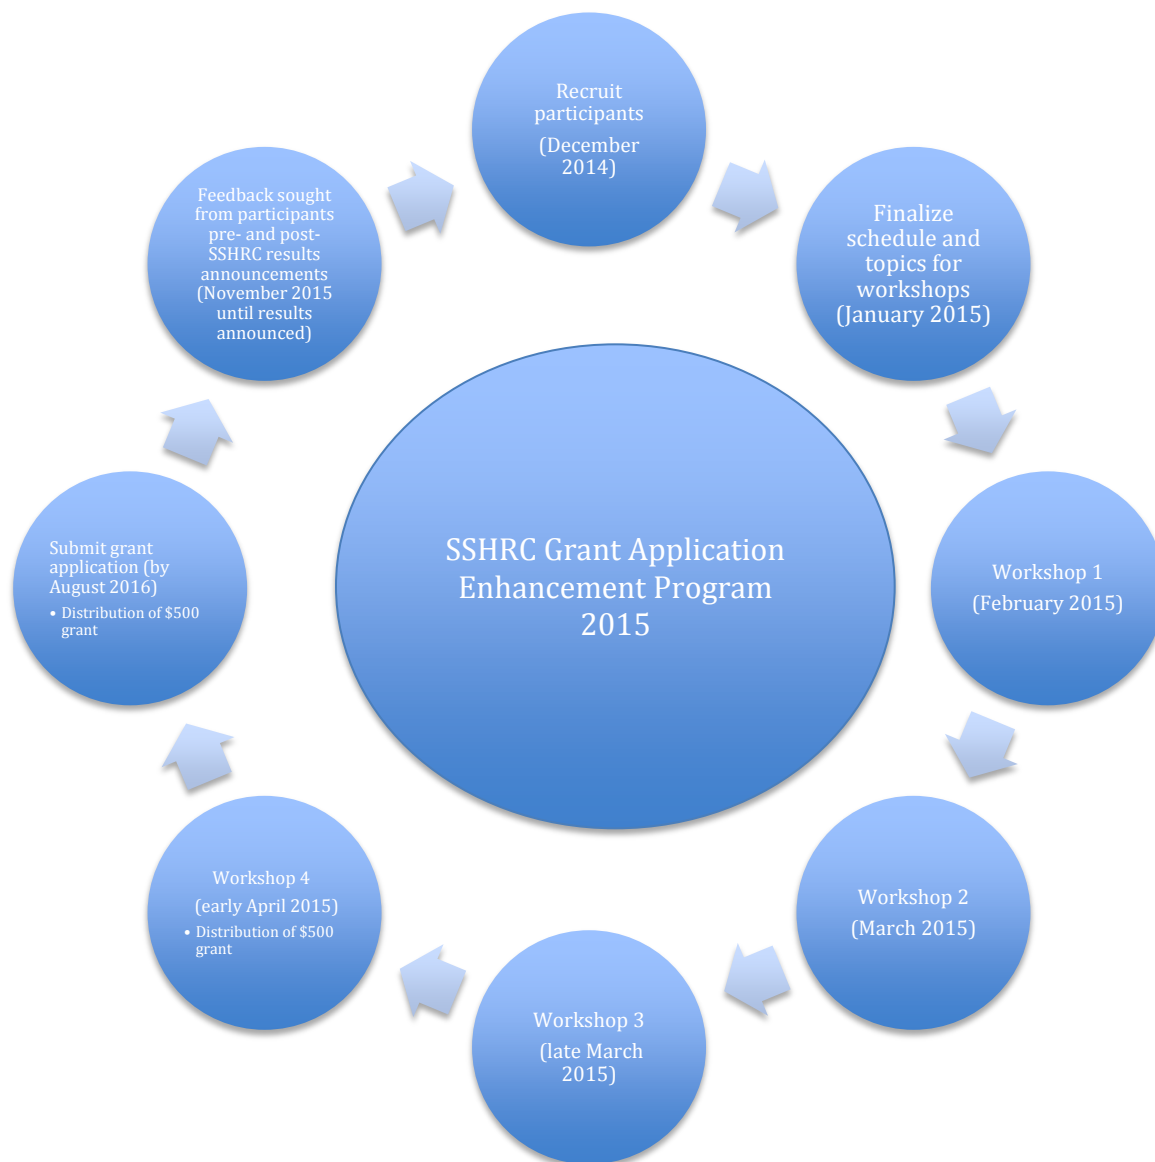 Recruit
participants
(December
2014)
Finalize
schedule and
topics for
workshops
(January 2015)
Workshop 1
(February 2015)
Workshop 2
(March 2015)
Workshop 3
(late March
2015)
Workshop 4
(early April 2015)
• Distribution of $500
grant
Submit grant
application (by
August 2016)
• Distribution of $500
grant
Feedback sought
from participants
pre- and post-
SSHRC results
announcements
(November 2015
until results
announced)
SSHRC Grant Application
Enhancement Program
2015